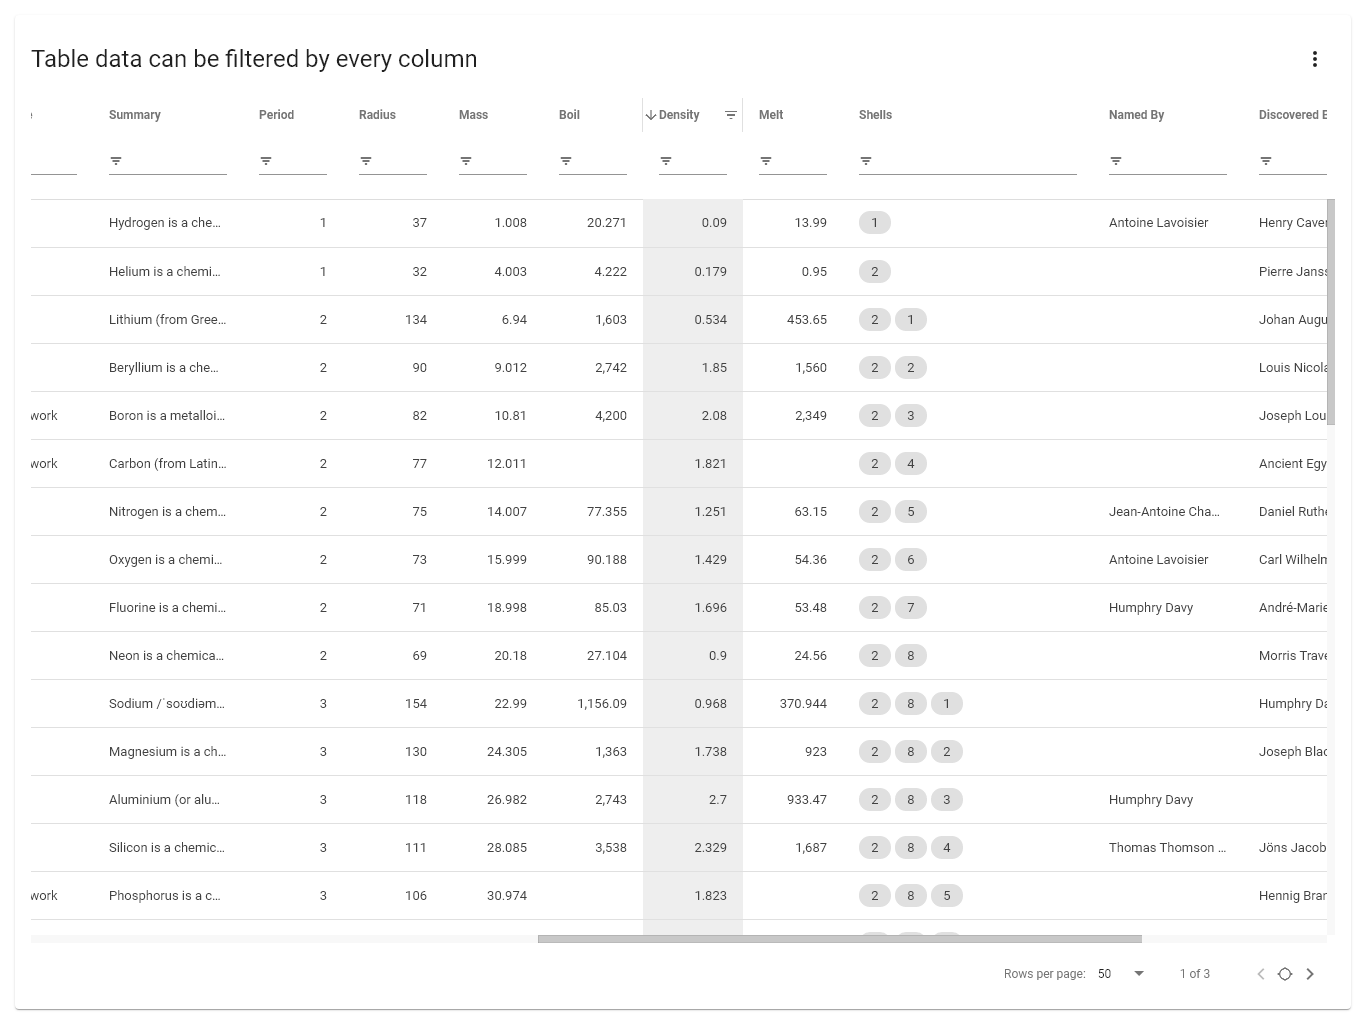 Table data can be filtered by every column
Summary Period Radius Mass Boil Density Melt Shells Named By Discovered B
Hydrogen is a che... 1 37 1.008 20.271 0.09 13.99 1 Antoine Lavoisier Henry Caven
Helium is a chemi... 1 32 4.003 4.222 0.179 0.95 2 Pierre Janss
Lithium (from Gree... 2 134 6.94 1,603 0.534 453.65 2 1 Johan Augu
Beryllium is a che... 2 90 9.012 2,742 1.85 1,560 2 2 Louis Nicola
work Boron is a metalloi... 2 82 10.81 4,200 2.08 2,349 2 3 Joseph Lou
work Carbon (from Latin... 2 77 12.011 1.821 2 4 Ancient Egy
Nitrogen is a chem... 2 75 14.007 77.355 1.251 63.15 2 5 Jean-Antoine Cha... Daniel Ruthe
Oxygen is a chemi... 2 73 15.999 90.188 1.429 54.36 2 6 Antoine Lavoisier Carl Wilhelm
Fluorine is a chemi... 2 71 18.998 85.03 1.696 53.48 2 7 Humphry Davy André-Marie
Neon is a chemica... 2 69 20.18 27.104 0.9 24.56 2 8 Morris Trave
Sodium /ˈsoʊdiəm... 3 154 22.99 1,156.09 0.968 370.944 2 8 1 Humphry Da
Magnesium is a ch... 3 130 24.305 1,363 1.738 923 2 8 2 Joseph Blac
Aluminium (or alu... 3 118 26.982 2,743 2.7 933.47 2 8 3 Humphry Davy
Silicon is a chemic... 3 111 28.085 3,538 2.329 1,687 2 8 4 Thomas Thomson ... Jöns Jacob
work Phosphorus is a c... 3 106 30.974 1.823 2 8 5 Hennig Bran
Rows per page: 50 1 of 3